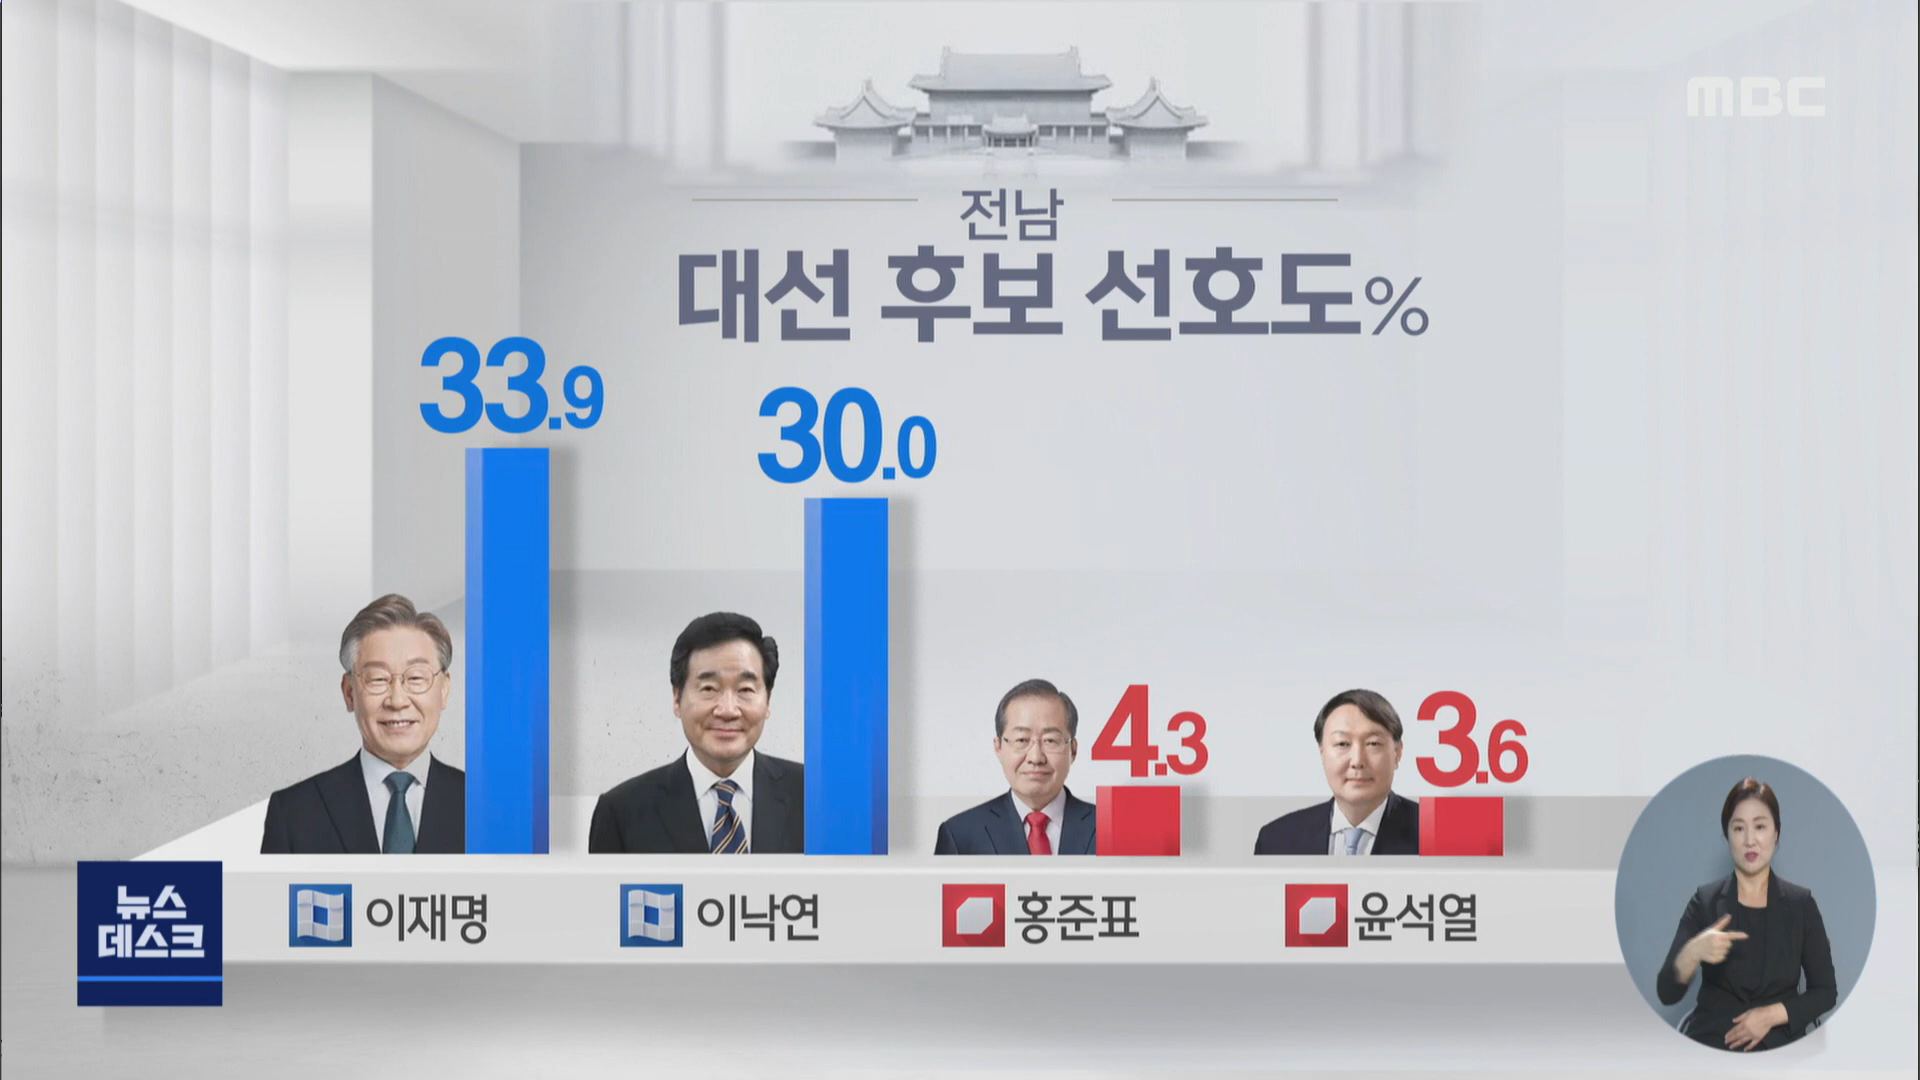 MBC
전남
대선 후보 선호도%
33.9
30.0
4.3
3.6
이재명
이낙연
홍준표
윤석열
뉴스
데스크